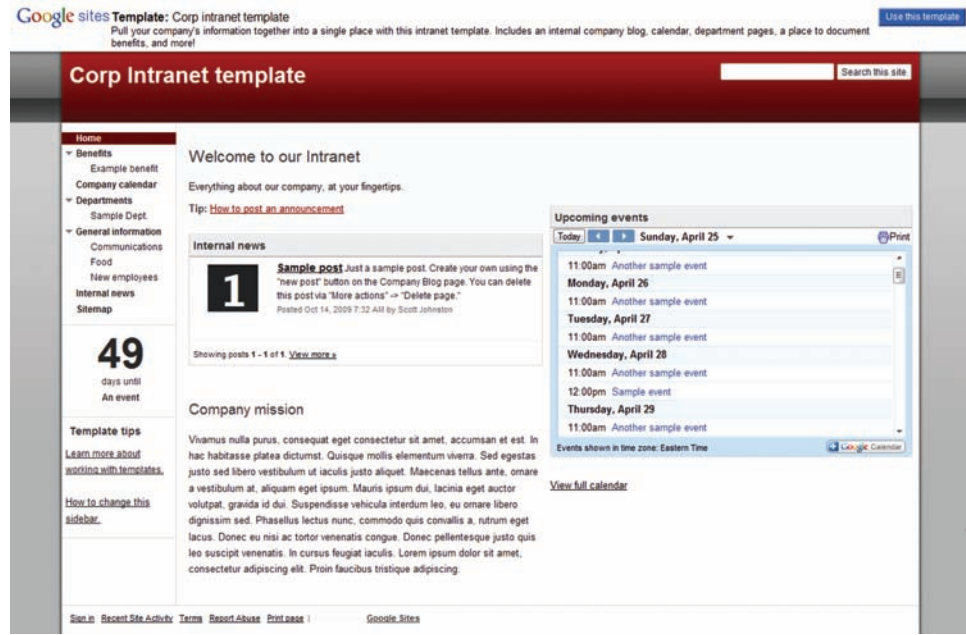 Google sites Template: Corp intranet template
Pull your company's information together into a single place with this intranet template. Includes an internal company blog, calendar, department pages, a place to document
benefits, and more!
Use this template
Corp Intranet template
Search this site
Home
Benefits
Example benefit
Company calendar
Departments
Sample Dept.
General information
Communications
Food
New employees
Internal news
Sitemap
49
days until
An event
Template tips
Learn more about
working with templates.
How to change this
sidebar.
Welcome to our Intranet
Everything about our company, at your fingertips.
Tip: How to post an announcement
Internal news
1
Sample post Just a sample post. Create your own using the
"new post" button on the Company Blog page. You can delete
this post via "More actions" -> "Delete page."
Posted Oct 14, 2009 7:32 AM by Scott Johnston
Showing posts 1 - 1 of 1. View more »
Company mission
Vivamus nulla purus, consequat eget consectetur sit amet, accumsan et est. In
hac habitasse platea dictumst. Quisque mollis elementum viverra. Sed egestas
justo sed libero vestibulum ut iaculis justo aliquet. Maecenas tellus ante, ornare
a vestibulum at, aliquam eget ipsum. Mauris ipsum dui, lacinia eget auctor
volutpat, gravida id dui. Suspendisse vehicula interdum leo, eu ornare libero
dignissim sed. Phasellus lectus nunc, commodo quis convallis a, rutrum eget
lacus. Donec eu nisi ac tortor venenatis congue. Donec pellentesque justo quis
leo suscipit venenatis. In cursus feugiat iaculis. Lorem ipsum dolor sit amet,
consectetur adipiscing elit. Proin faucibus tristique adipiscing.
Upcoming events
Today Sunday, April 25 Print
11:00am Another sample event
Monday, April 26
11:00am Another sample event
Tuesday, April 27
11:00am Another sample event
Wednesday, April 28
11:00am Another sample event
12:00pm Sample event
Thursday, April 29
11:00am Another sample event
Events shown in time zone: Eastern Time
Google Calendar
View full calendar
Sign in Recent Site Activity Terms Report Abuse Print page | Google Sites